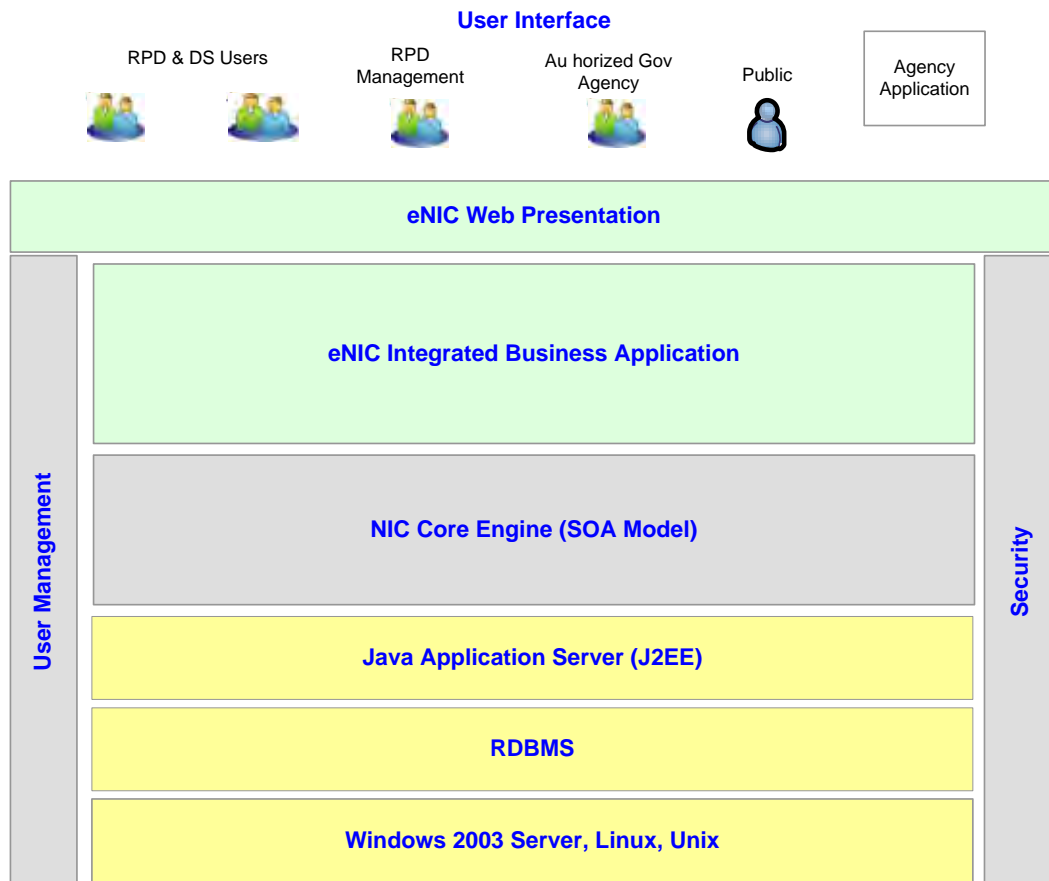 User Interface
RPD & DS Users
RPD
Management
Au horized Gov
Agency
Public
Agency
Application
eNIC Web Presentation
eNIC Integrated Business Application
User Management
NIC Core Engine (SOA Model)
Security
Java Application Server (J2EE)
RDBMS
Windows 2003 Server, Linux, Unix